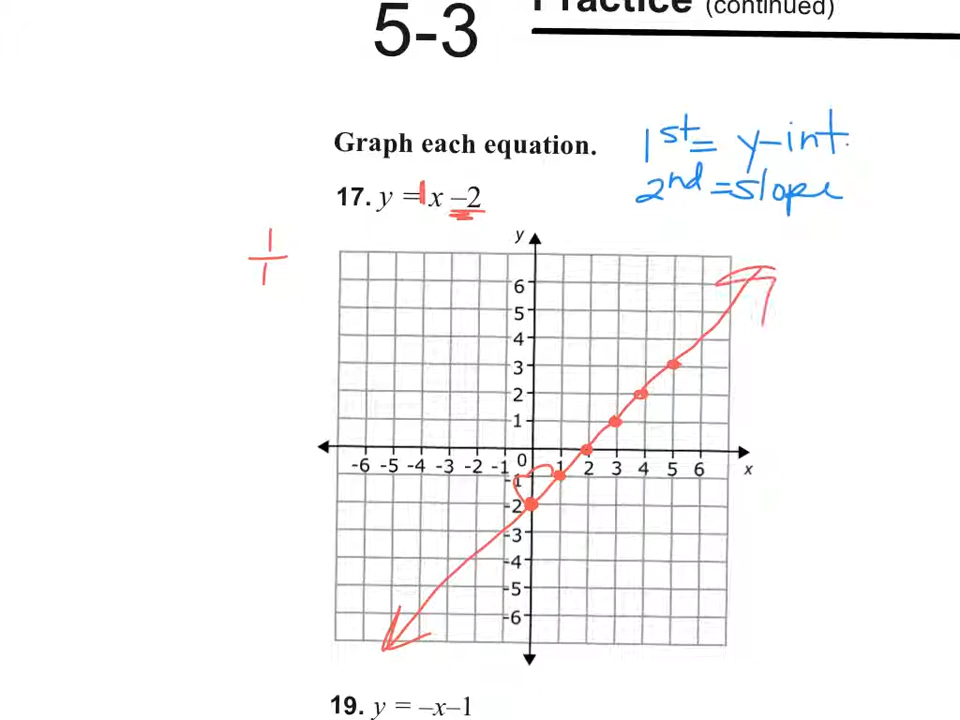 Practice (continued)
5-3
Graph each equation.
1st = y-int.
2nd = slope
17. y = 1x -2
1
1
y
6
5
4
3
2
1
-6 -5 -4 -3 -2 -1 0 1 2 3 4 5 6 x
-1
-2
-3
-4
-5
-6
19. y = –x–1